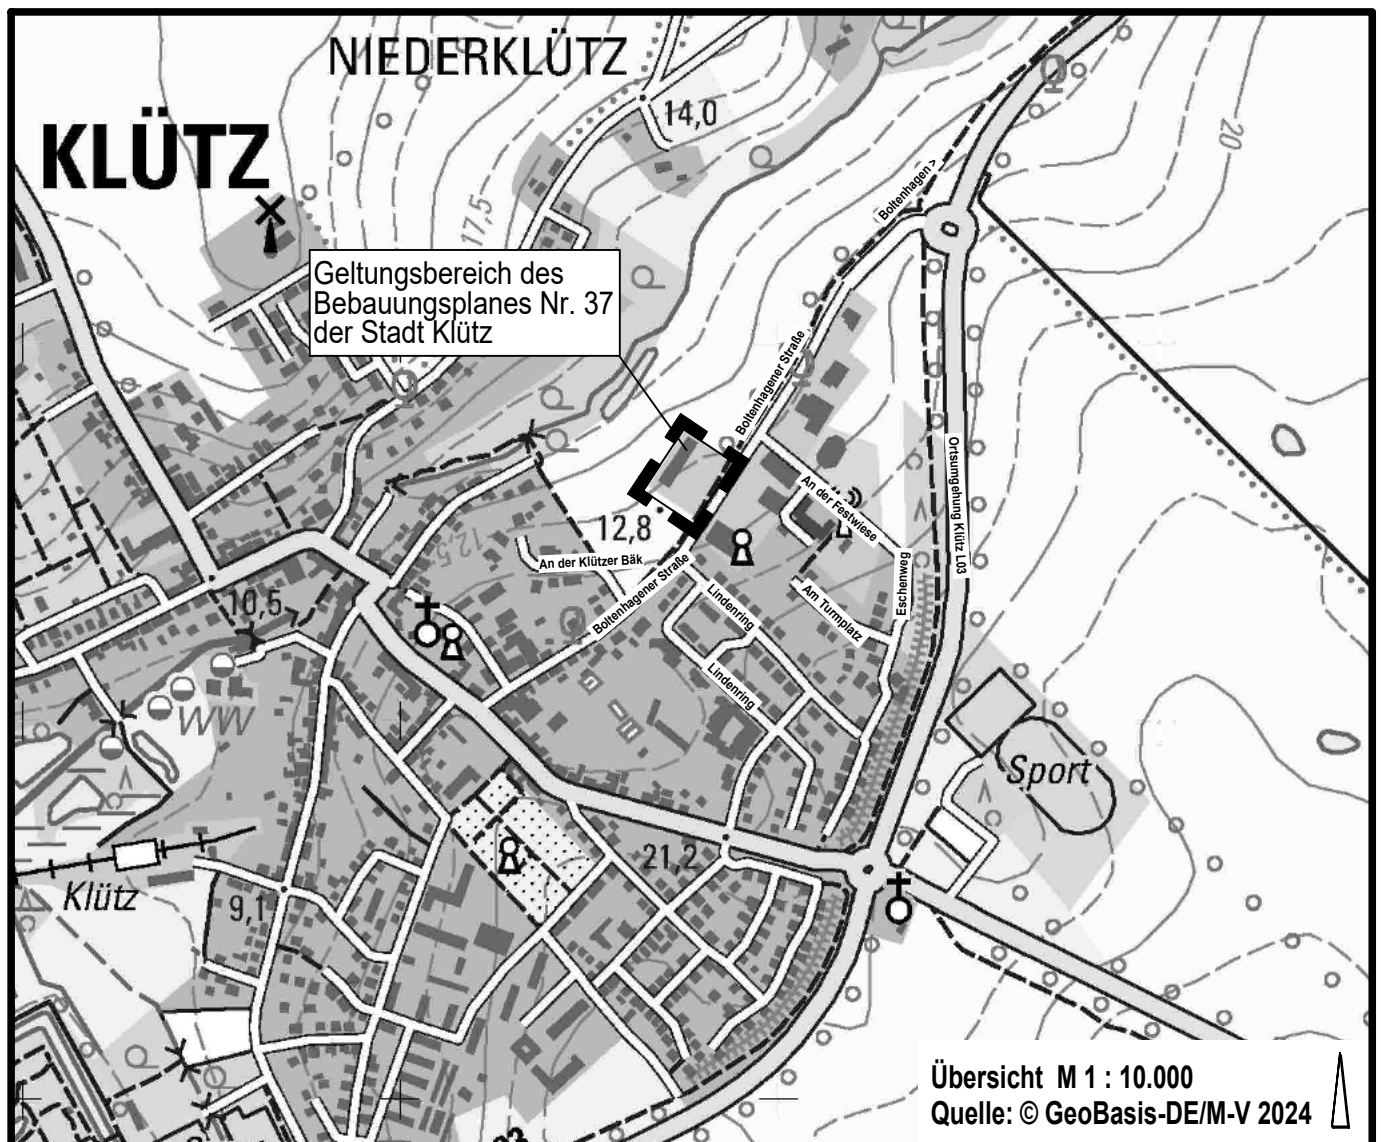 NIEDERKLÜTZ
KLÜTZ
14,0
20
17,5
Boltenhagen >
Geltungsbereich des
Bebauungsplanes Nr. 37
der Stadt Klütz
Boltenhagener Straße
Ortsumgehung Klütz L03
An der Festwiese
12,8
12,5
An der Klützer Bäk
Boltenhagener Straße
Eschenweg
Lindenring
Am Turmplatz
10,5
Lindenring
WW
Sport
21,2
Klütz
9,1
Übersicht M 1 : 10.000
Quelle: © GeoBasis-DE/M-V 2024